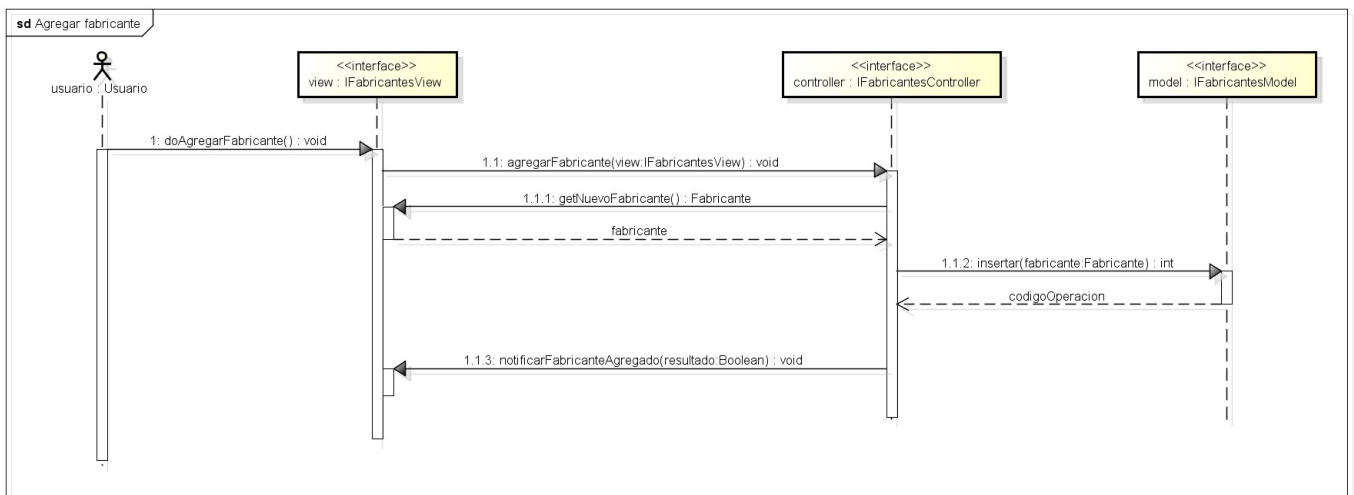 sd Agregar fabricante
usuario : Usuario
<<interface>>
view : IFabricantesView
<<interface>>
controller : IFabricantesController
<<interface>>
model : IFabricantesModel
1: doAgregarFabricante() : void
1.1: agregarFabricante(view:IFabricantesView) : void
1.1.1: getNuevoFabricante() : Fabricante
fabricante
1.1.2: insertar(fabricante:Fabricante) : int
codigoOperacion
1.1.3: notificarFabricanteAgregado(resultado:Boolean) : void